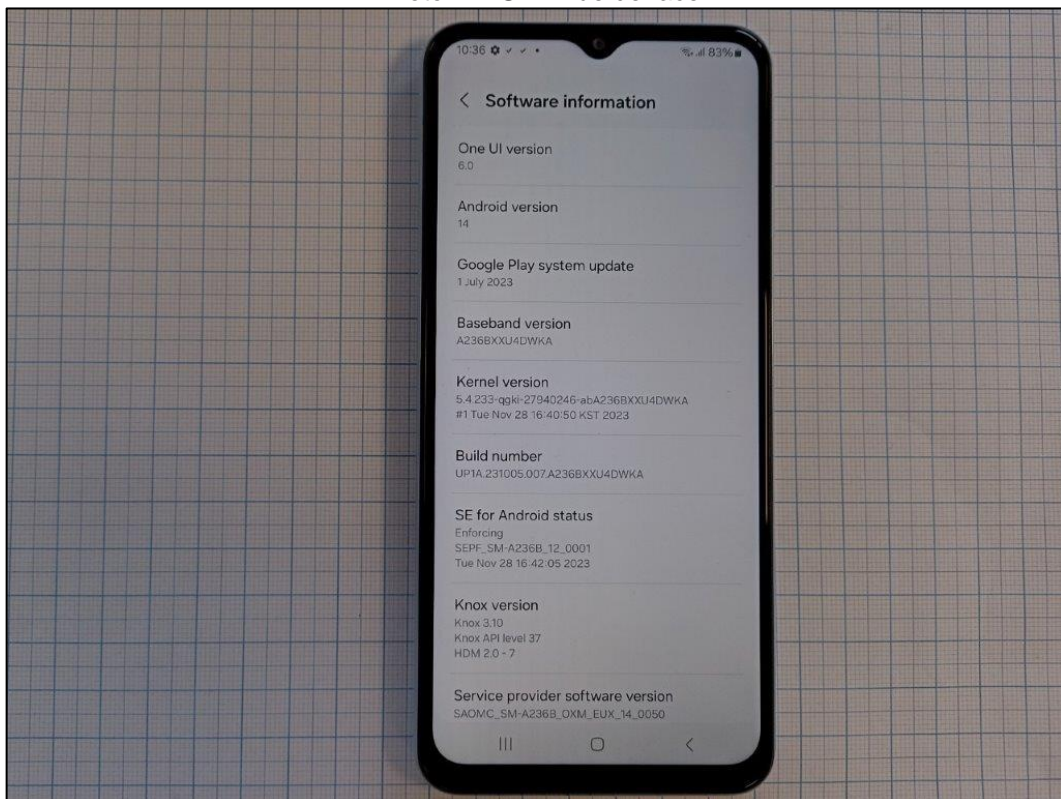 10:36
83%
Software information
One UI version
6.0
Android version
14
Google Play system update
1 July 2023
Baseband version
A236BXXU4DWKA
Kernel version
5.4.233-qgki-27940246-abA236BXXU4DWKA
#1 Tue Nov 28 16:40:50 KST 2023
Build number
UP1A.231005.007.A236BXXU4DWKA
SE for Android status
Enforcing
SEPF_SM-A236B_12_0001
Tue Nov 28 16:42:05 2023
Knox version
Knox 3.10
Knox API level 37
HDM 2.0 - 7
Service provider software version
SAOMC_SM-A236B_OXM_EUX_14_0050